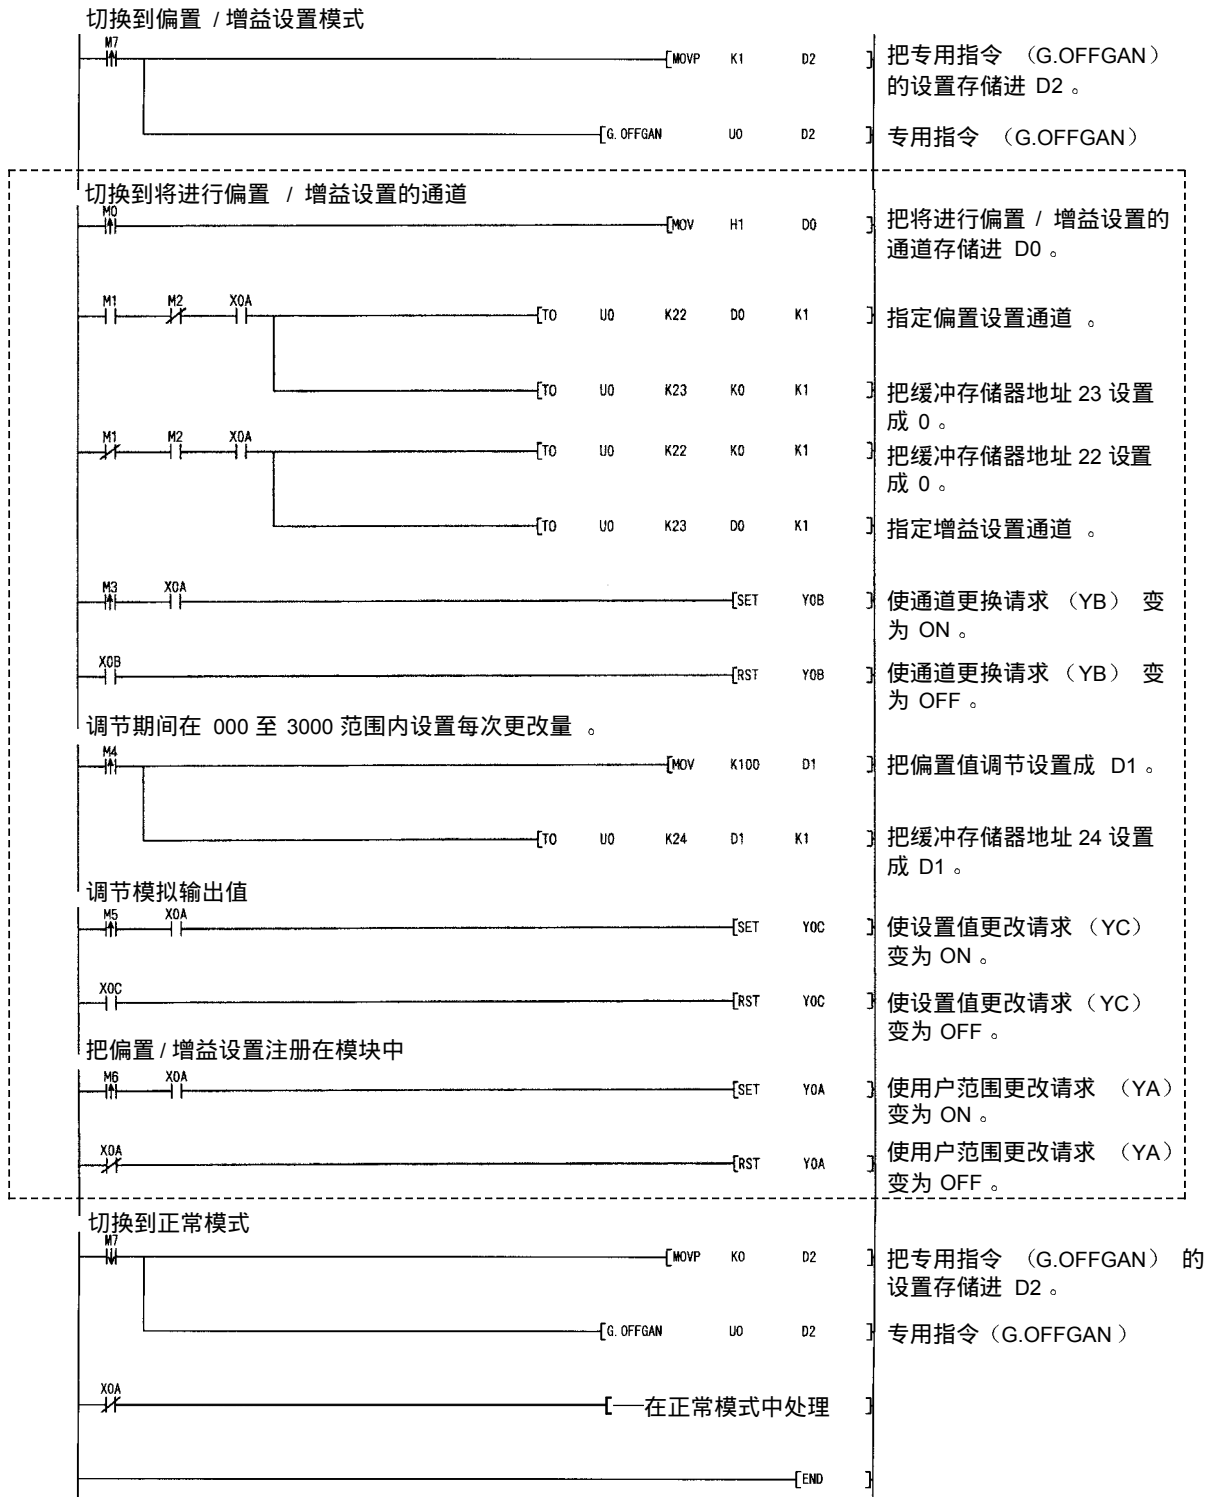 切换到偏置 / 增益设置模式
M7
MOVP K1 D2
把专用指令 （G.OFFGAN）
的设置存储进 D2 。
G.OFFGAN U0 D2
专用指令 （G.OFFGAN）
切换到将进行偏置 / 增益设置的通道
M0
MOV H1 D0
把将进行偏置 / 增益设置的
通道存储进 D0 。
M1 M2 X0A
TO U0 K22 D0 K1
指定偏置设置通道 。
TO U0 K23 K0 K1
把缓冲存储器地址 23 设置
成 0 。
M1 M2 X0A
TO U0 K22 K0 K1
把缓冲存储器地址 22 设置
成 0 。
TO U0 K23 D0 K1
指定增益设置通道 。
M3 X0A
SET Y0B
使通道更换请求 （YB） 变
为 ON 。
X0B
RST Y0B
使通道更换请求 （YB） 变
为 OFF 。
调节期间在 000 至 3000 范围内设置每次更改量 。
M4
MOV K100 D1
把偏置值调节设置成 D1 。
TO U0 K24 D1 K1
把缓冲存储器地址 24 设置
成 D1 。
调节模拟输出值
M5 X0A
SET Y0C
使设置值更改请求 （YC）
变为 ON 。
X0C
RST Y0C
使设置值更改请求 （YC）
变为 OFF 。
把偏置 / 增益设置注册在模块中
M6 X0A
SET Y0A
使用户范围更改请求 （YA）
变为 ON 。
X0A
RST Y0A
使用户范围更改请求 （YA）
变为 OFF 。
切换到正常模式
M7
MOVP K0 D2
把专用指令 （G.OFFGAN） 的
设置存储进 D2 。
G.OFFGAN U0 D2
专用指令（G.OFFGAN）
X0A
在正常模式中处理
END